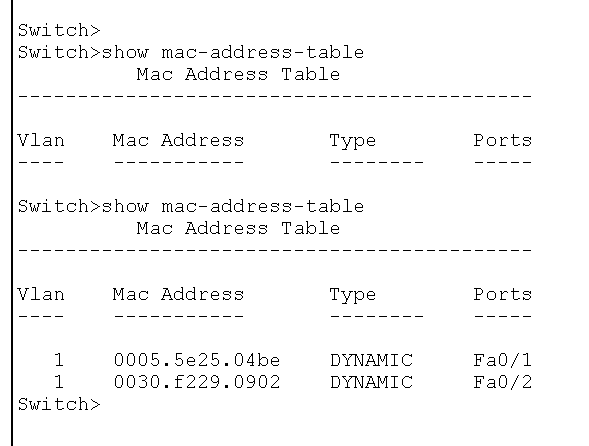 Switch>
Switch>show mac-address-table
          Mac Address Table
-------------------------------------------

Vlan    Mac Address       Type        Ports
----    -----------       --------    -----

Switch>show mac-address-table
          Mac Address Table
-------------------------------------------

Vlan    Mac Address       Type        Ports
----    -----------       --------    -----

   1    0005.5e25.04be    DYNAMIC     Fa0/1
   1    0030.f229.0902    DYNAMIC     Fa0/2
Switch>